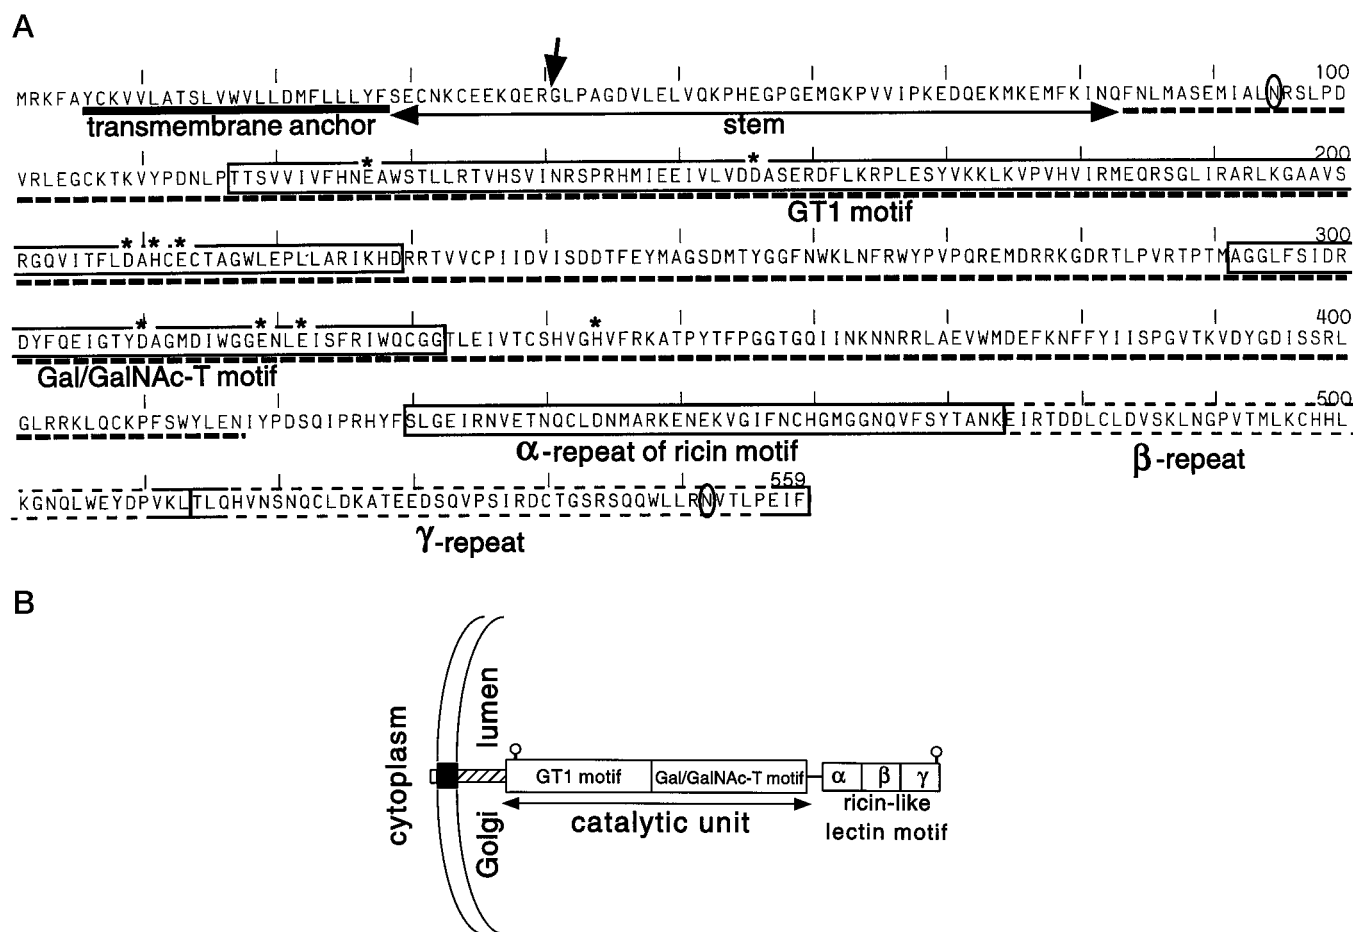 A
100
MRKFAYCKVVLATSLVWVLLDMFLLLYFSECNKCEEKQERGLPAGDVLELVQKPHEGPGEMGKPVVIPKEDQEKMKEMFKINQFNLMASEMIALNRSLPD
transmembrane anchor stem
* * 200
VRLEGCKTKVYPDNLPTTSVVIVFHNEAWSTLLRTVHSVINRSPRHMIEEIVLVDDASERDFLKRPLESYVKKLKVPVHVIRMEQRSGLIRARLKGAAVS
GT1 motif
* * * 300
RGQVITFLDAHCECTAGWLEPLLARIKHDRRTVVCPIIDVISDDTFEYMAGSDMTYGGFNWKLNFRWYPVPQREMDRRKGDRTLPVRTPTMAGGLFSIDR
* * * * 400
DYFQEIGTYDAGMDIWGGENLEISFRIWQCGGTLEIVTCSHVGHVFRKATPYTFPGGTGQIINKNNRRLAEVWMDEFKNFFYIISPGVTKVDYGDISSRL
Gal/GalNAc-T motif
500
GLRRKLQCKPFSWYLENIYPDSQIPRHYFSLGEIRNVETNQCLDNMARKENEKVGIFNCHGMGGNQVFSYTANKEIRTDDLCLDVSKLNGPVTMLKCHHL
α-repeat of ricin motif β-repeat
559
KGNQLWEYDPVKLTLQHVNSNQCLDKATEEDSQVPSIRDCTGSRSQQWLLRNVTLPEIF
γ-repeat
B
cytoplasm
Golgi lumen
GT1 motif Gal/GalNAc-T motif α β γ
catalytic unit
ricin-like
lectin motif